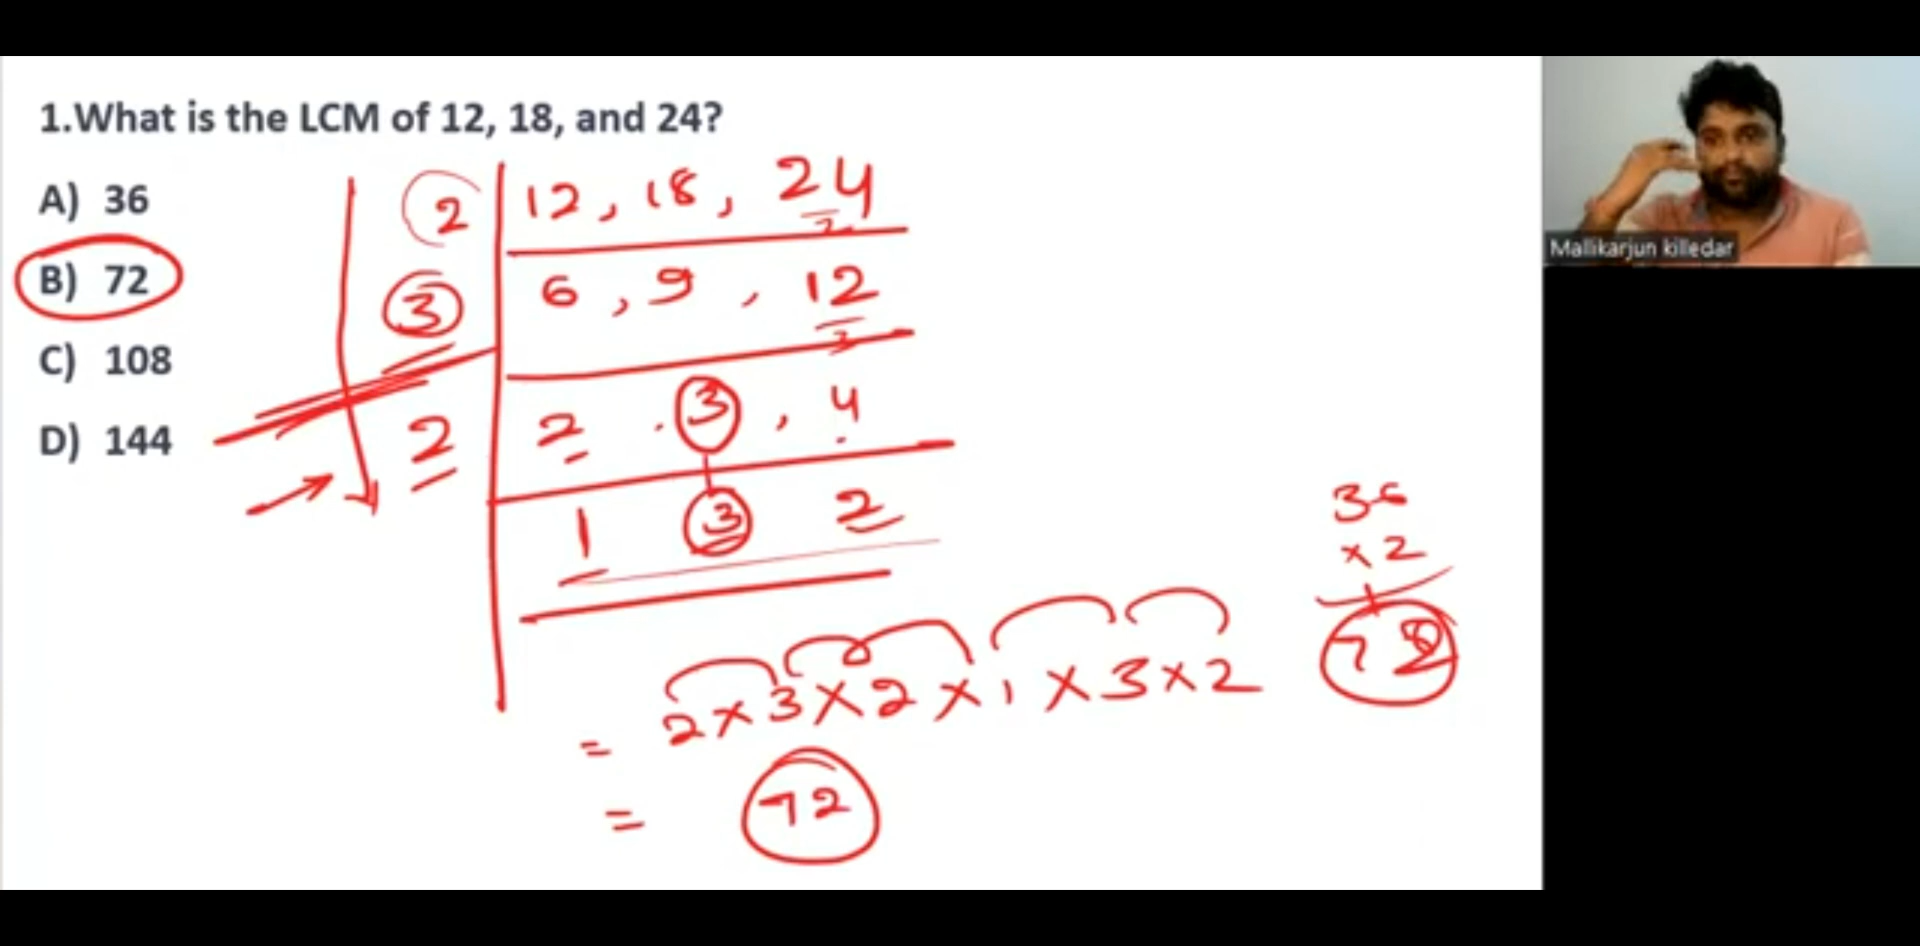 1.What is the LCM of 12, 18, and 24?
A) 36
B) 72
C) 108
D) 144
2 12, 18, 24
2
3 6, 9, 12
3
2 2 . 3, 4
1 3 2
= 2 × 3 × 2 × 1 × 3 × 2
= 72
36
× 2
72
Mallikarjun killedar